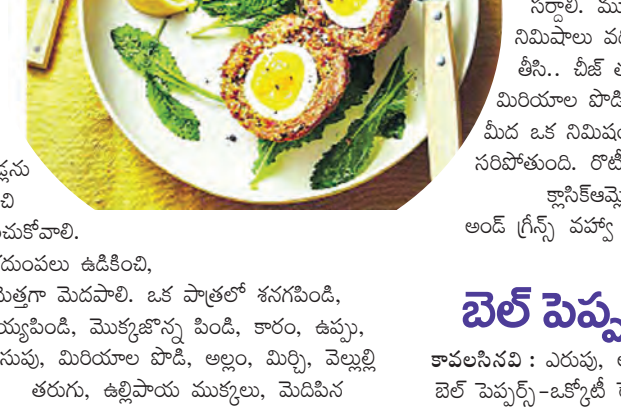 డ్లను
చి
చుకోవాలి.
దుంపలు ఉడికించి,
మెత్తగా మెదపాలి. ఒక పాత్రలో శనగపిండి,
య్యపిండి, మొక్కజొన్న పిండి, కారం, ఉప్పు,
సుపు, మిరియాల పొడి, అల్లం, మిర్చి, వెల్లుల్లి
తరుగు, ఉల్లిపాయ ముక్కలు, మెదిపిన
సర్దాలి.
నిమిషాలు
తీసి.. చీజ్
మిరియాల పొడి
మీద ఒక నిమిషం
సరిపోతుంది. రొటీ
క్లాసిక్ఆమ్లె
అండ్ గ్రీన్స్ వహ్వా
బెల్ పెప్ప
కావలసినవి : ఎరుపు,
బెల్ పెప్పర్స్-ఒక్కోటీ